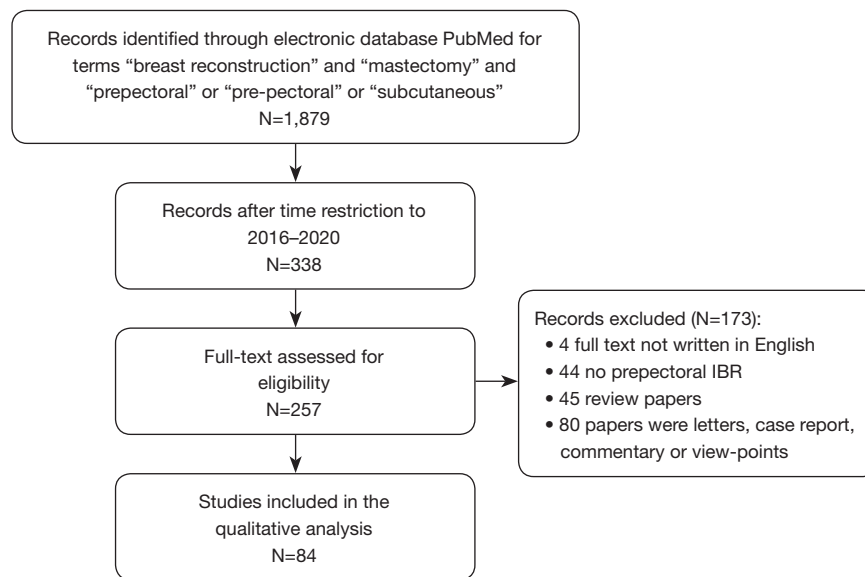 Records identified through electronic database PubMed for
terms “breast reconstruction” and “mastectomy” and
“prepectoral” or “pre-pectoral” or “subcutaneous”
N=1,879
Records after time restriction to
2016–2020
N=338
Full-text assessed for
eligibility
N=257
Records excluded (N=173):
• 4 full text not written in English
• 44 no prepectoral IBR
• 45 review papers
• 80 papers were letters, case report,
commentary or view-points
Studies included in the
qualitative analysis
N=84